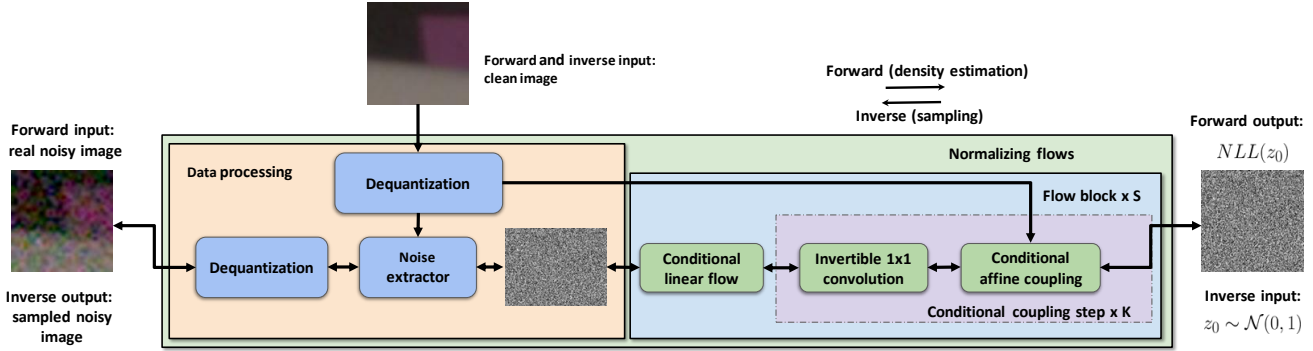 Forward and inverse input:
clean image
Forward (density estimation)
Inverse (sampling)
Forward input:
real noisy image
Inverse output:
sampled noisy
image
Data processing
Dequantization
Dequantization
Noise
extractor
Normalizing flows
Flow block x S
Conditional
linear flow
Invertible 1x1
convolution
Conditional
affine coupling
Conditional coupling step x K
Forward output:
NLL(z₀)
Inverse input:
z₀ ∼ 𝒩(0, 1)